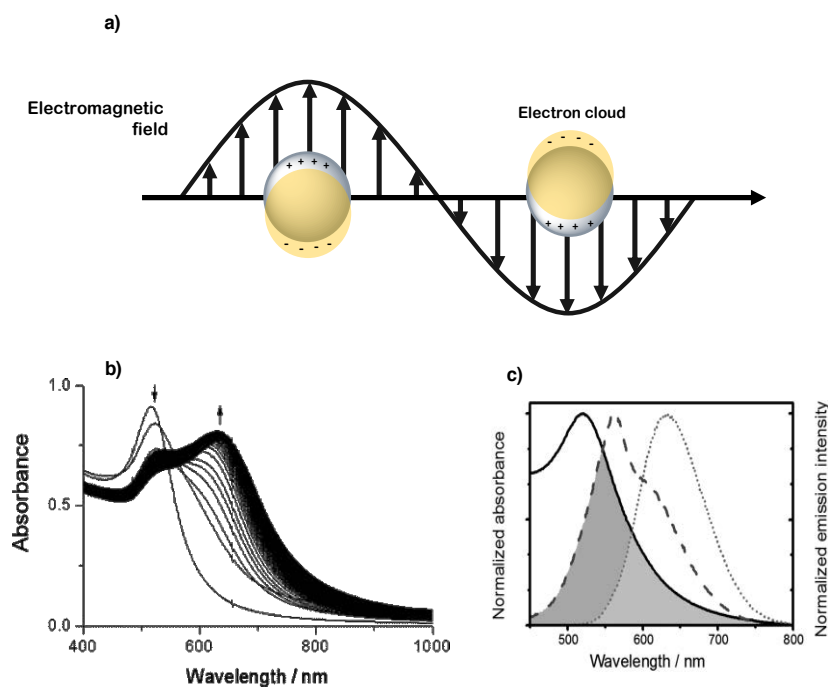 a)
Electromagnetic
field
Electron cloud
- - - -
+ + + +
+ + + +
- - - -
b)
1.0
0.5
0.0
Absorbance
400
600
800
1000
Wavelength / nm
c)
Normalized absorbance
Normalized emission intensity
500
600
700
800
Wavelength / nm